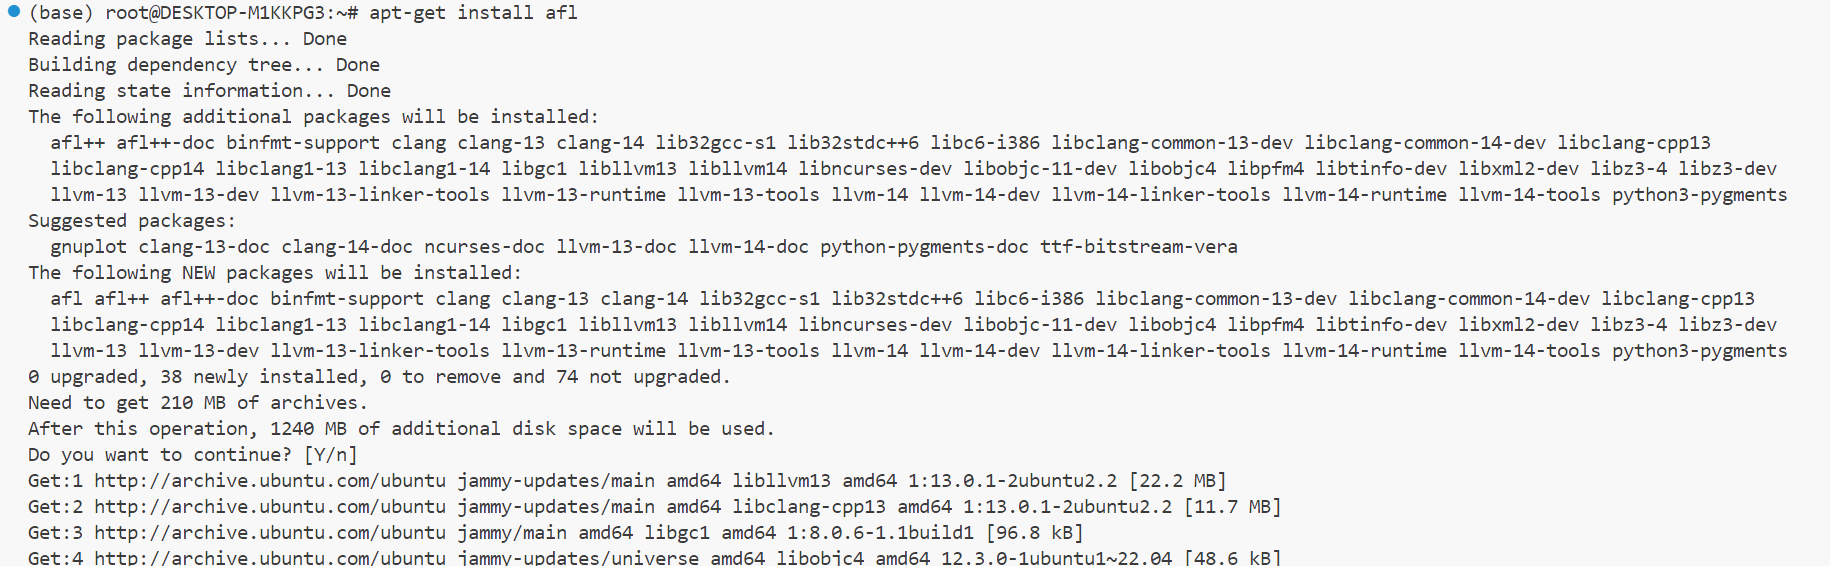 (base) root@DESKTOP-M1KKPG3:~# apt-get install afl
Reading package lists... Done
Building dependency tree... Done
Reading state information... Done
The following additional packages will be installed:
  afl++ afl++-doc binfmt-support clang clang-13 clang-14 lib32gcc-s1 lib32stdc++6 libc6-i386 libclang-common-13-dev libclang-common-14-dev libclang-cpp13
  libclang-cpp14 libclang1-13 libclang1-14 libgc1 libllvm13 libllvm14 libncurses-dev libobjc-11-dev libobjc4 libpfm4 libtinfo-dev libxml2-dev libz3-4 libz3-dev
  llvm-13 llvm-13-dev llvm-13-linker-tools llvm-13-runtime llvm-13-tools llvm-14 llvm-14-dev llvm-14-linker-tools llvm-14-runtime llvm-14-tools python3-pygments
Suggested packages:
  gnuplot clang-13-doc clang-14-doc ncurses-doc llvm-13-doc llvm-14-doc python-pygments-doc ttf-bitstream-vera
The following NEW packages will be installed:
  afl afl++ afl++-doc binfmt-support clang clang-13 clang-14 lib32gcc-s1 lib32stdc++6 libc6-i386 libclang-common-13-dev libclang-common-14-dev libclang-cpp13
  libclang-cpp14 libclang1-13 libclang1-14 libgc1 libllvm13 libllvm14 libncurses-dev libobjc-11-dev libobjc4 libpfm4 libtinfo-dev libxml2-dev libz3-4 libz3-dev
  llvm-13 llvm-13-dev llvm-13-linker-tools llvm-13-runtime llvm-13-tools llvm-14 llvm-14-dev llvm-14-linker-tools llvm-14-runtime llvm-14-tools python3-pygments
0 upgraded, 38 newly installed, 0 to remove and 74 not upgraded.
Need to get 210 MB of archives.
After this operation, 1240 MB of additional disk space will be used.
Do you want to continue? [Y/n]
Get:1 http://archive.ubuntu.com/ubuntu jammy-updates/main amd64 libllvm13 amd64 1:13.0.1-2ubuntu2.2 [22.2 MB]
Get:2 http://archive.ubuntu.com/ubuntu jammy-updates/main amd64 libclang-cpp13 amd64 1:13.0.1-2ubuntu2.2 [11.7 MB]
Get:3 http://archive.ubuntu.com/ubuntu jammy/main amd64 libgc1 amd64 1:8.0.6-1.1build1 [96.8 kB]
Get:4 http://archive.ubuntu.com/ubuntu jammy-updates/universe amd64 libobjc4 amd64 12.3.0-1ubuntu1~22.04 [48.6 kB]